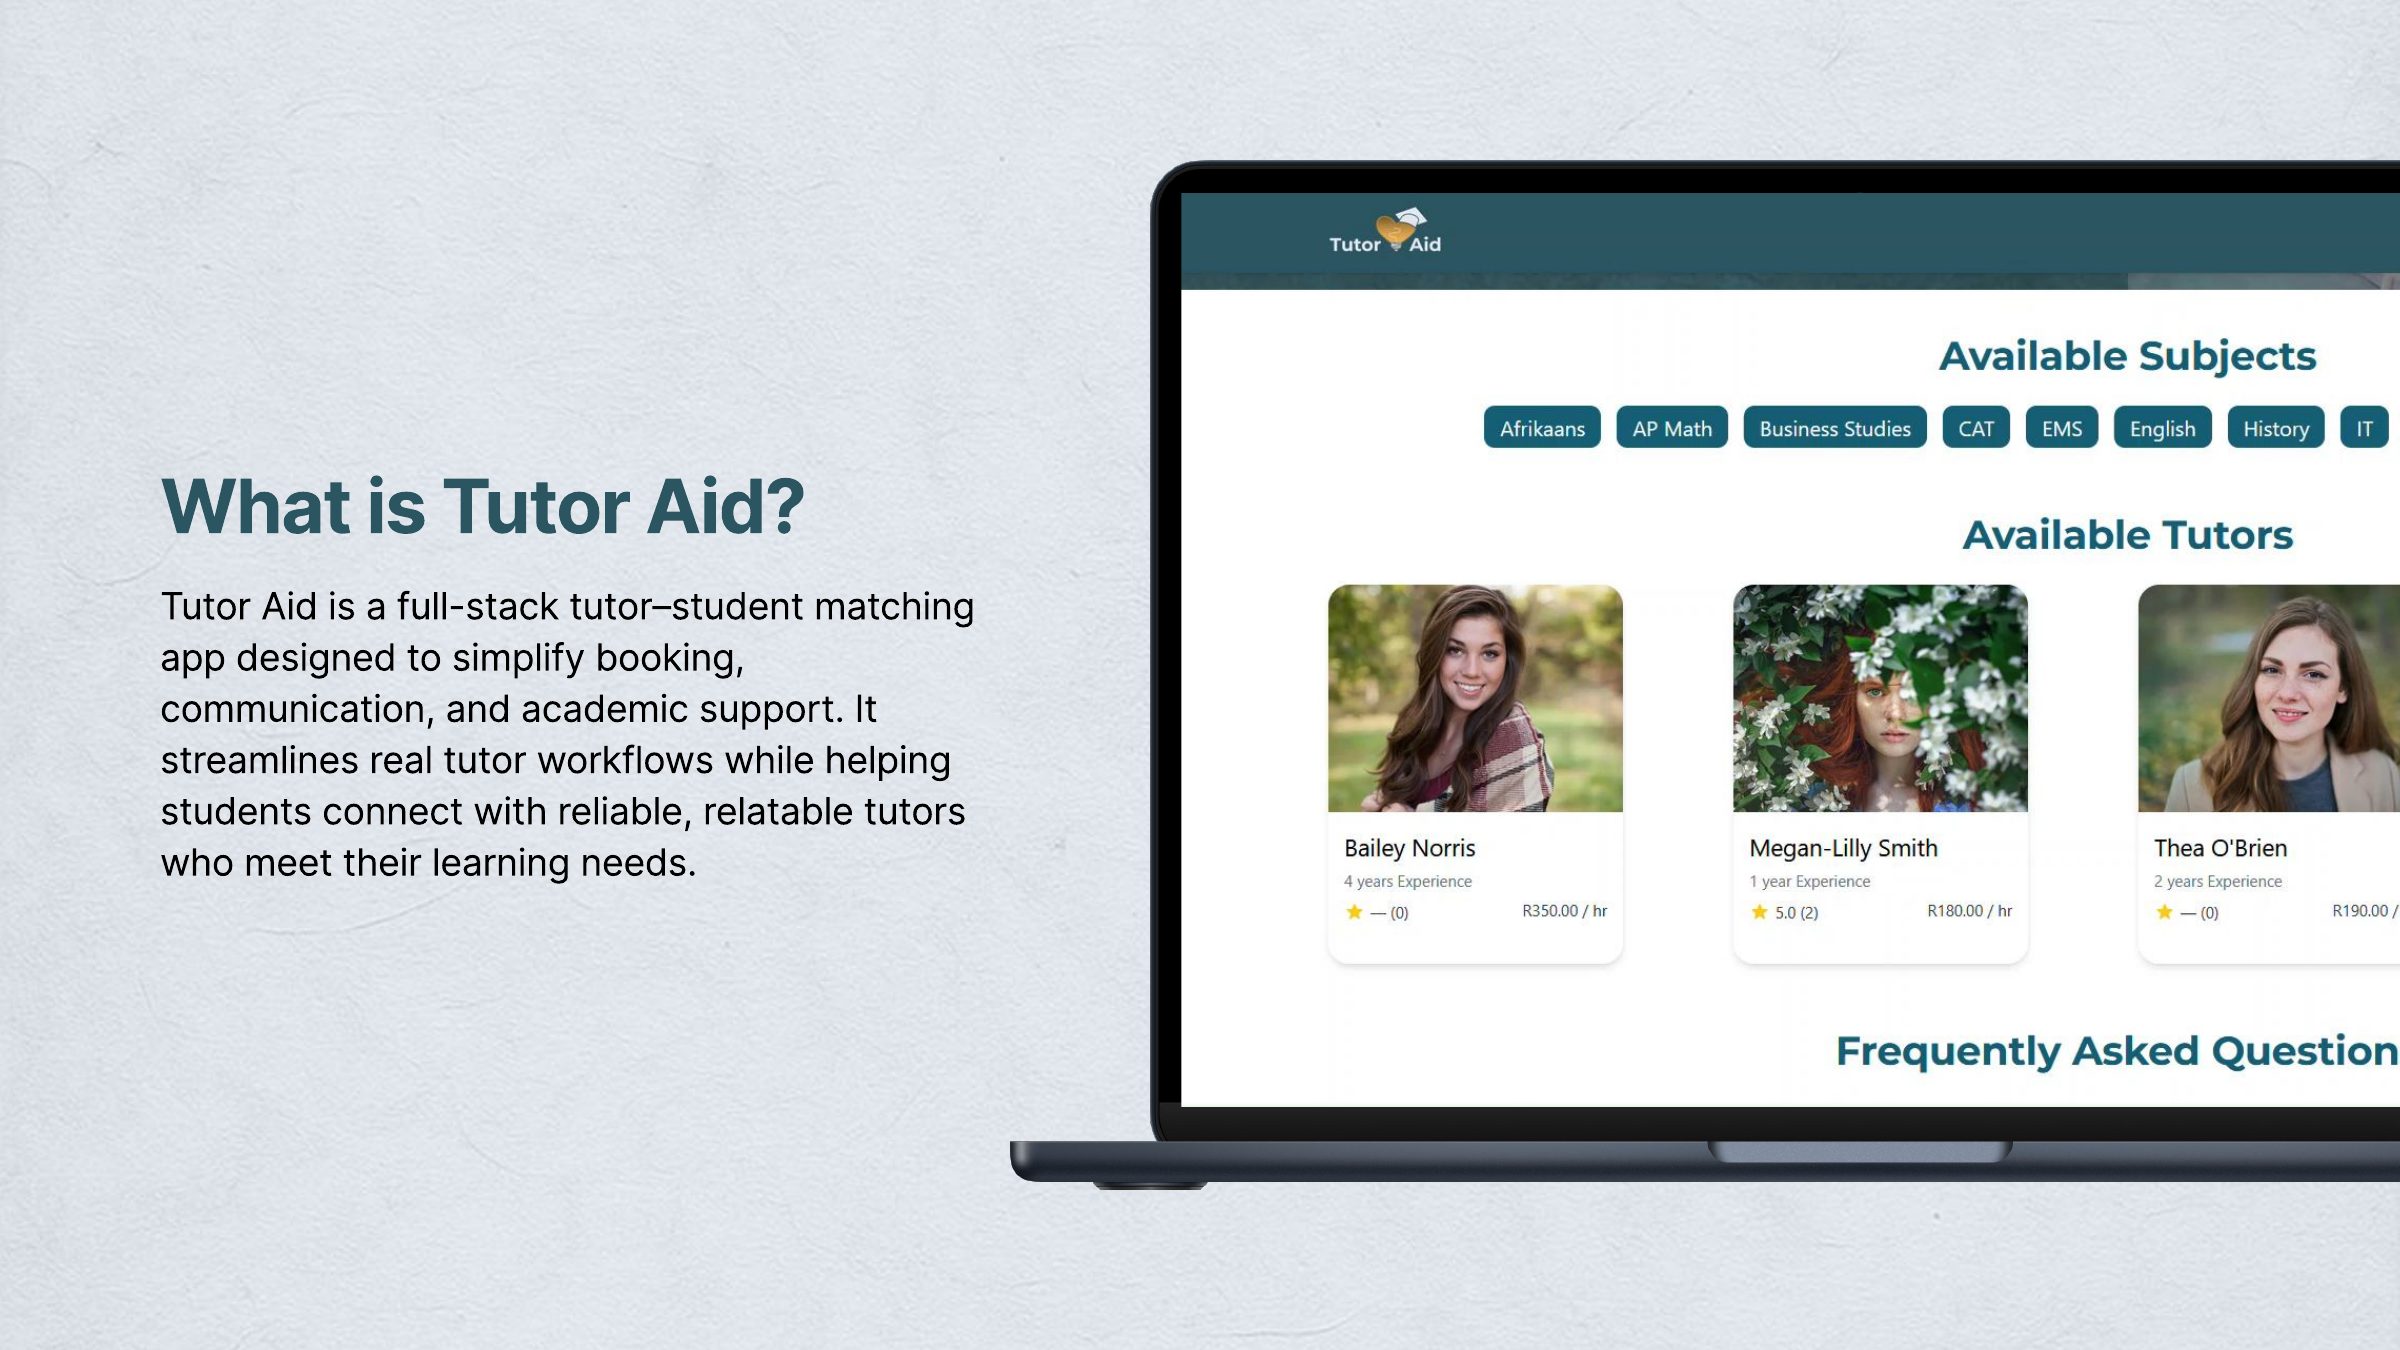 What is Tutor Aid?
Tutor Aid is a full-stack tutor–student matching
app designed to simplify booking,
communication, and academic support. It
streamlines real tutor workflows while helping
students connect with reliable, relatable tutors
who meet their learning needs.
Tutor Aid
Available Subjects
Afrikaans AP Math Business Studies CAT EMS English History IT
Available Tutors
Bailey Norris
4 years Experience
— (0) R350.00 / hr
Megan-Lilly Smith
1 year Experience
5.0 (2) R180.00 / hr
Thea O'Brien
2 years Experience
— (0) R190.00 /
Frequently Asked Question